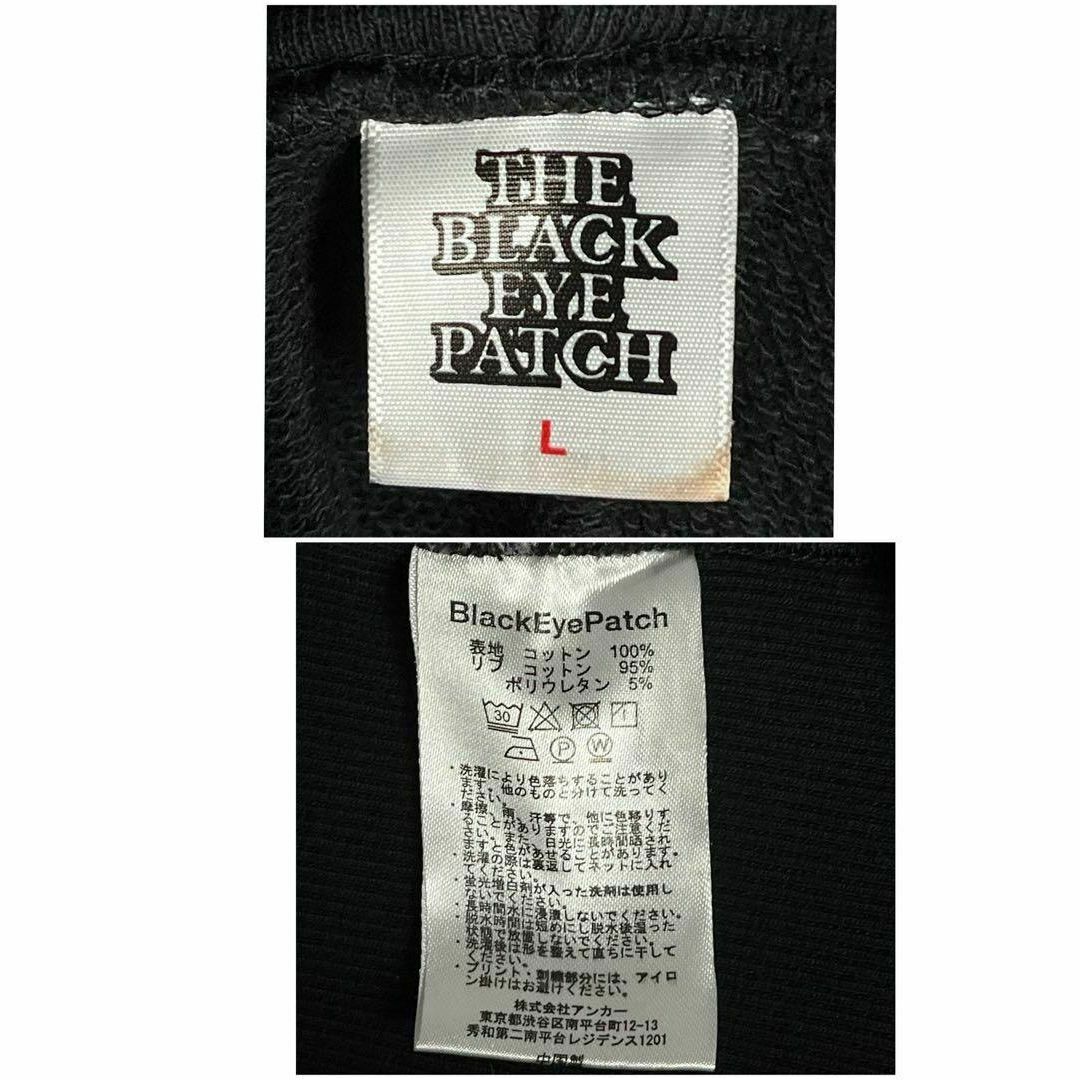 THE
BLACK
EYE
PATCH
L
BlackEyePatch
表地 コットン 100%
リブ コットン 95%
ポリウレタン 5%
30
P W
・洗濯により色落ちすることがあり
ます。他のものと分けて洗ってく
ださい。
・摩擦、雨、汗等で、他に色移りす
ることがありますのでご注意くだ
さい。また、日光に長時間晒され
ますと色があせることがあります。
・洗濯の際は裏返してネットに入れ
てください。
・蛍光増白剤が入った洗剤は使用し
ないでください。
・長時間水に浸漬しないでください。
・脱水時間は短めにし脱水後湿った
状態で放置しないでください。
・洗濯後は形を整えて直ちに干して
ください。
・プリント・刺繍部分には、アイロ
ン掛けはお避けください。
株式会社アンカー
東京都渋谷区南平台町12-13
秀和第二南平台レジデンス1201
中国製